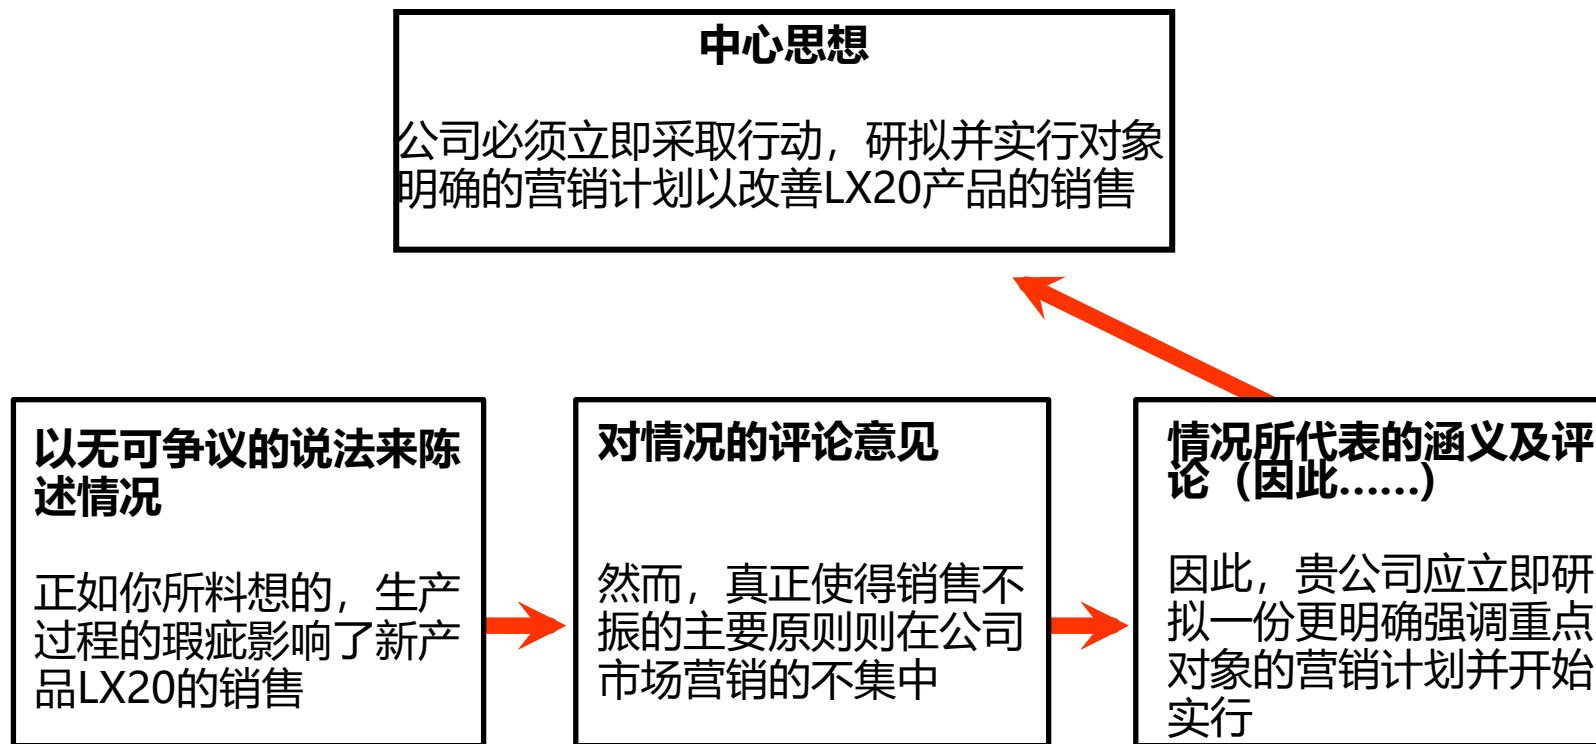 中心思想
公司必须立即采取行动，研拟并实行对象
明确的营销计划以改善LX20产品的销售
以无可争议的说法来陈
述情况
正如你所料想的，生产
过程的瑕疵影响了新产
品LX20的销售
对情况的评论意见
然而，真正使得销售不
振的主要原则则在公司
市场营销的不集中
情况所代表的涵义及评
论（因此……）
因此，贵公司应立即研
拟一份更明确强调重点
对象的营销计划并开始
实行